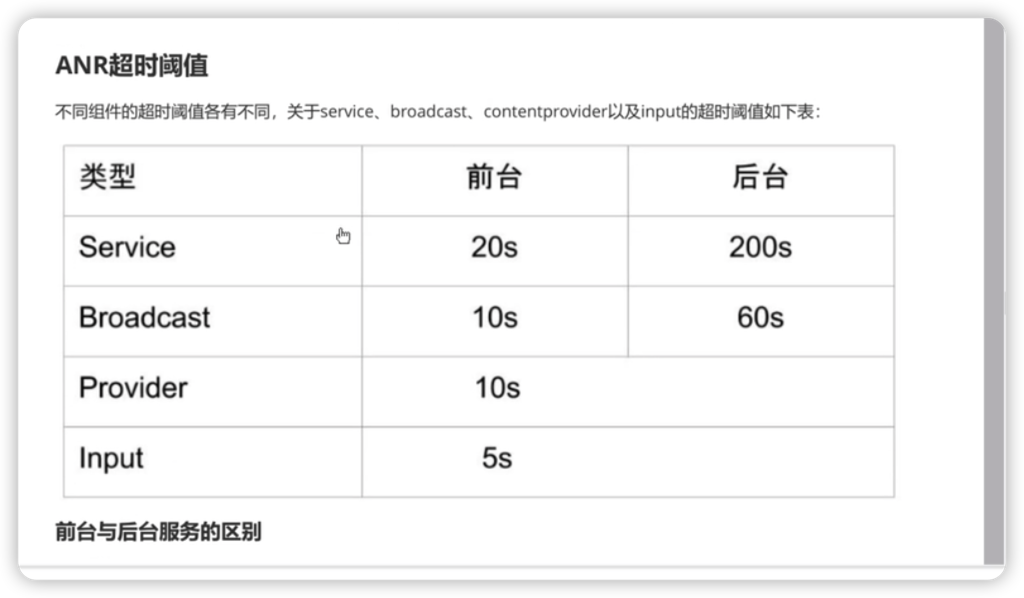 ANR超时阈值
不同组件的超时阈值各有不同，关于service、broadcast、contentprovider以及input的超时阈值如下表：
类型 前台 后台
Service 20s 200s
Broadcast 10s 60s
Provider 10s
Input 5s
前台与后台服务的区别